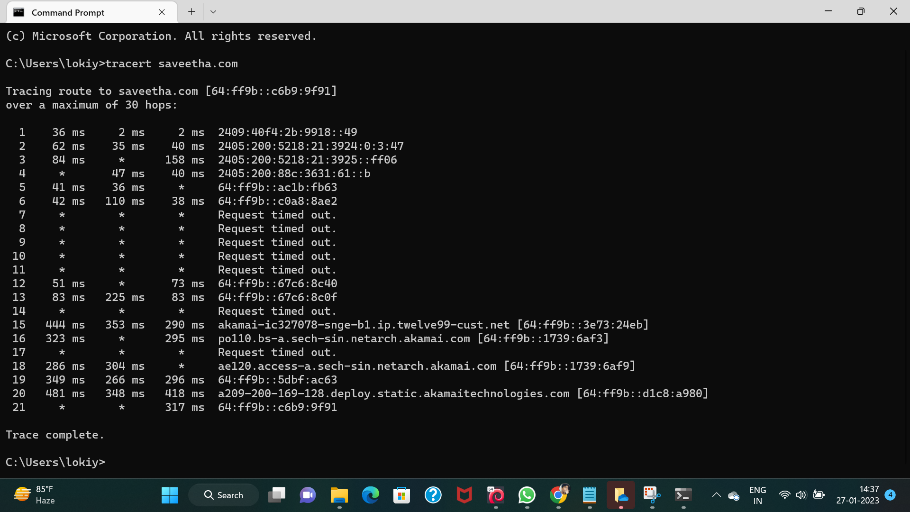 Command Prompt
(c) Microsoft Corporation. All rights reserved.
C:\Users\lokiy>tracert saveetha.com
Tracing route to saveetha.com [64:ff9b::c6b9:9f91]
over a maximum of 30 hops:
1 36 ms 2 ms 2 ms 2409:40f4:2b:9918::49
2 62 ms 35 ms 40 ms 2405:200:5218:21:3924:0:3:47
3 84 ms * 158 ms 2405:200:5218:21:3925::ff06
4 * 47 ms 40 ms 2405:200:88c:3631:61::b
5 41 ms 36 ms * 64:ff9b::ac1b:fb63
6 42 ms 110 ms 38 ms 64:ff9b::c0a8:8ae2
7 * * * Request timed out.
8 * * * Request timed out.
9 * * * Request timed out.
10 * * * Request timed out.
11 * * * Request timed out.
12 51 ms * 73 ms 64:ff9b::67c6:8c40
13 83 ms 225 ms 83 ms 64:ff9b::67c6:8c0f
14 * * * Request timed out.
15 444 ms 353 ms 290 ms akamai-ic327078-snge-b1.ip.twelve99-cust.net [64:ff9b::3e73:24eb]
16 323 ms * 295 ms po110.bs-a.sech-sin.netarch.akamai.com [64:ff9b::1739:6af3]
17 * * * Request timed out.
18 286 ms 304 ms * ae120.access-a.sech-sin.netarch.akamai.com [64:ff9b::1739:6af9]
19 349 ms 266 ms 296 ms 64:ff9b::5dbf:ac63
20 481 ms 348 ms 418 ms a209-200-169-128.deploy.static.akamaitechnologies.com [64:ff9b::d1c8:a980]
21 * * 317 ms 64:ff9b::c6b9:9f91
Trace complete.
C:\Users\lokiy>
85°F
Haze
Search
ENG
IN
14:37
27-01-2023
4